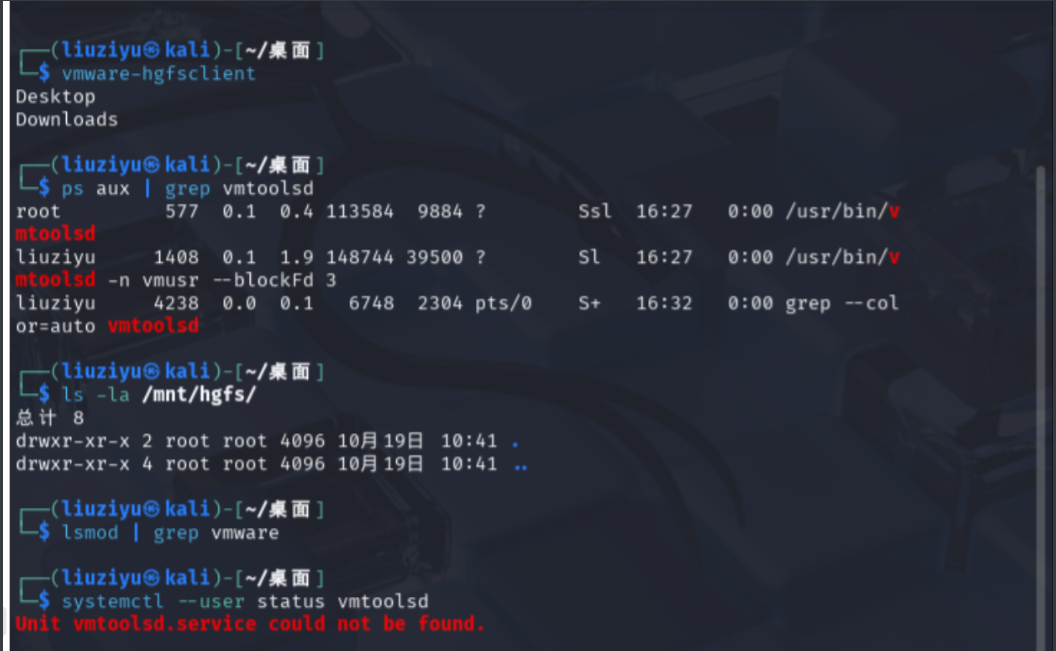 ┌──(liuziyu㉿kali)-[~/桌面]
└─$ vmware-hgfsclient
Desktop
Downloads
┌──(liuziyu㉿kali)-[~/桌面]
└─$ ps aux | grep vmtoolsd
root         577  0.1  0.4 113584  9884 ?        Ssl  16:27   0:00 /usr/bin/v
mtoolsd
liuziyu     1408  0.1  1.9 148744 39500 ?        Sl   16:27   0:00 /usr/bin/v
mtoolsd -n vmusr --blockFd 3
liuziyu     4238  0.0  0.1   6748  2304 pts/0    S+   16:32   0:00 grep --col
or=auto vmtoolsd
┌──(liuziyu㉿kali)-[~/桌面]
└─$ ls -la /mnt/hgfs/
总计 8
drwxr-xr-x 2 root root 4096 10月19日 10:41 .
drwxr-xr-x 4 root root 4096 10月19日 10:41 ..
┌──(liuziyu㉿kali)-[~/桌面]
└─$ lsmod | grep vmware
┌──(liuziyu㉿kali)-[~/桌面]
└─$ systemctl --user status vmtoolsd
Unit vmtoolsd.service could not be found.